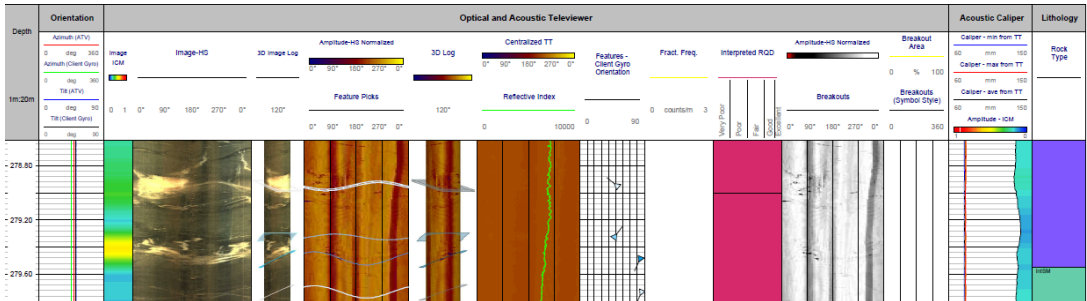 Orientation
Optical and Acoustic Televiewer
Acoustic Caliper
Lithology
Depth
1m:20m
Azimuth (ATV)
0 deg 360
Azimuth (Client Gyro)
0 deg 360
Tilt (ATV)
0 deg 90
Tilt (Client Gyro)
0 deg 90
Image
ICM
0 1
Image-HS
0° 90° 180° 270° 0°
3D Image Log
120°
Amplitude-HS Normalized
0° 90° 180° 270° 0°
Feature Picks
0° 90° 180° 270° 0°
3D Log
120°
Centralized TT
0° 90° 180° 270° 0°
Reflective Index
0 10000
Features -
Client Gyro
Orientation
0 90
Fract. Freq.
0 counts/m 3
Interpreted RQD
Very Poor
Poor
Fair
Good
Excellent
Amplitude-HS Normalized
Breakouts
0° 90° 180° 270° 0°
Breakout
Area
0 % 100
Breakouts
(Symbol Style)
0 360
Caliper - min from TT
60 mm 150
Caliper - max from TT
60 mm 150
Caliper - ave from TT
60 mm 150
Amplitude - ICM
1 0
Rock
Type
278.80
279.20
279.60